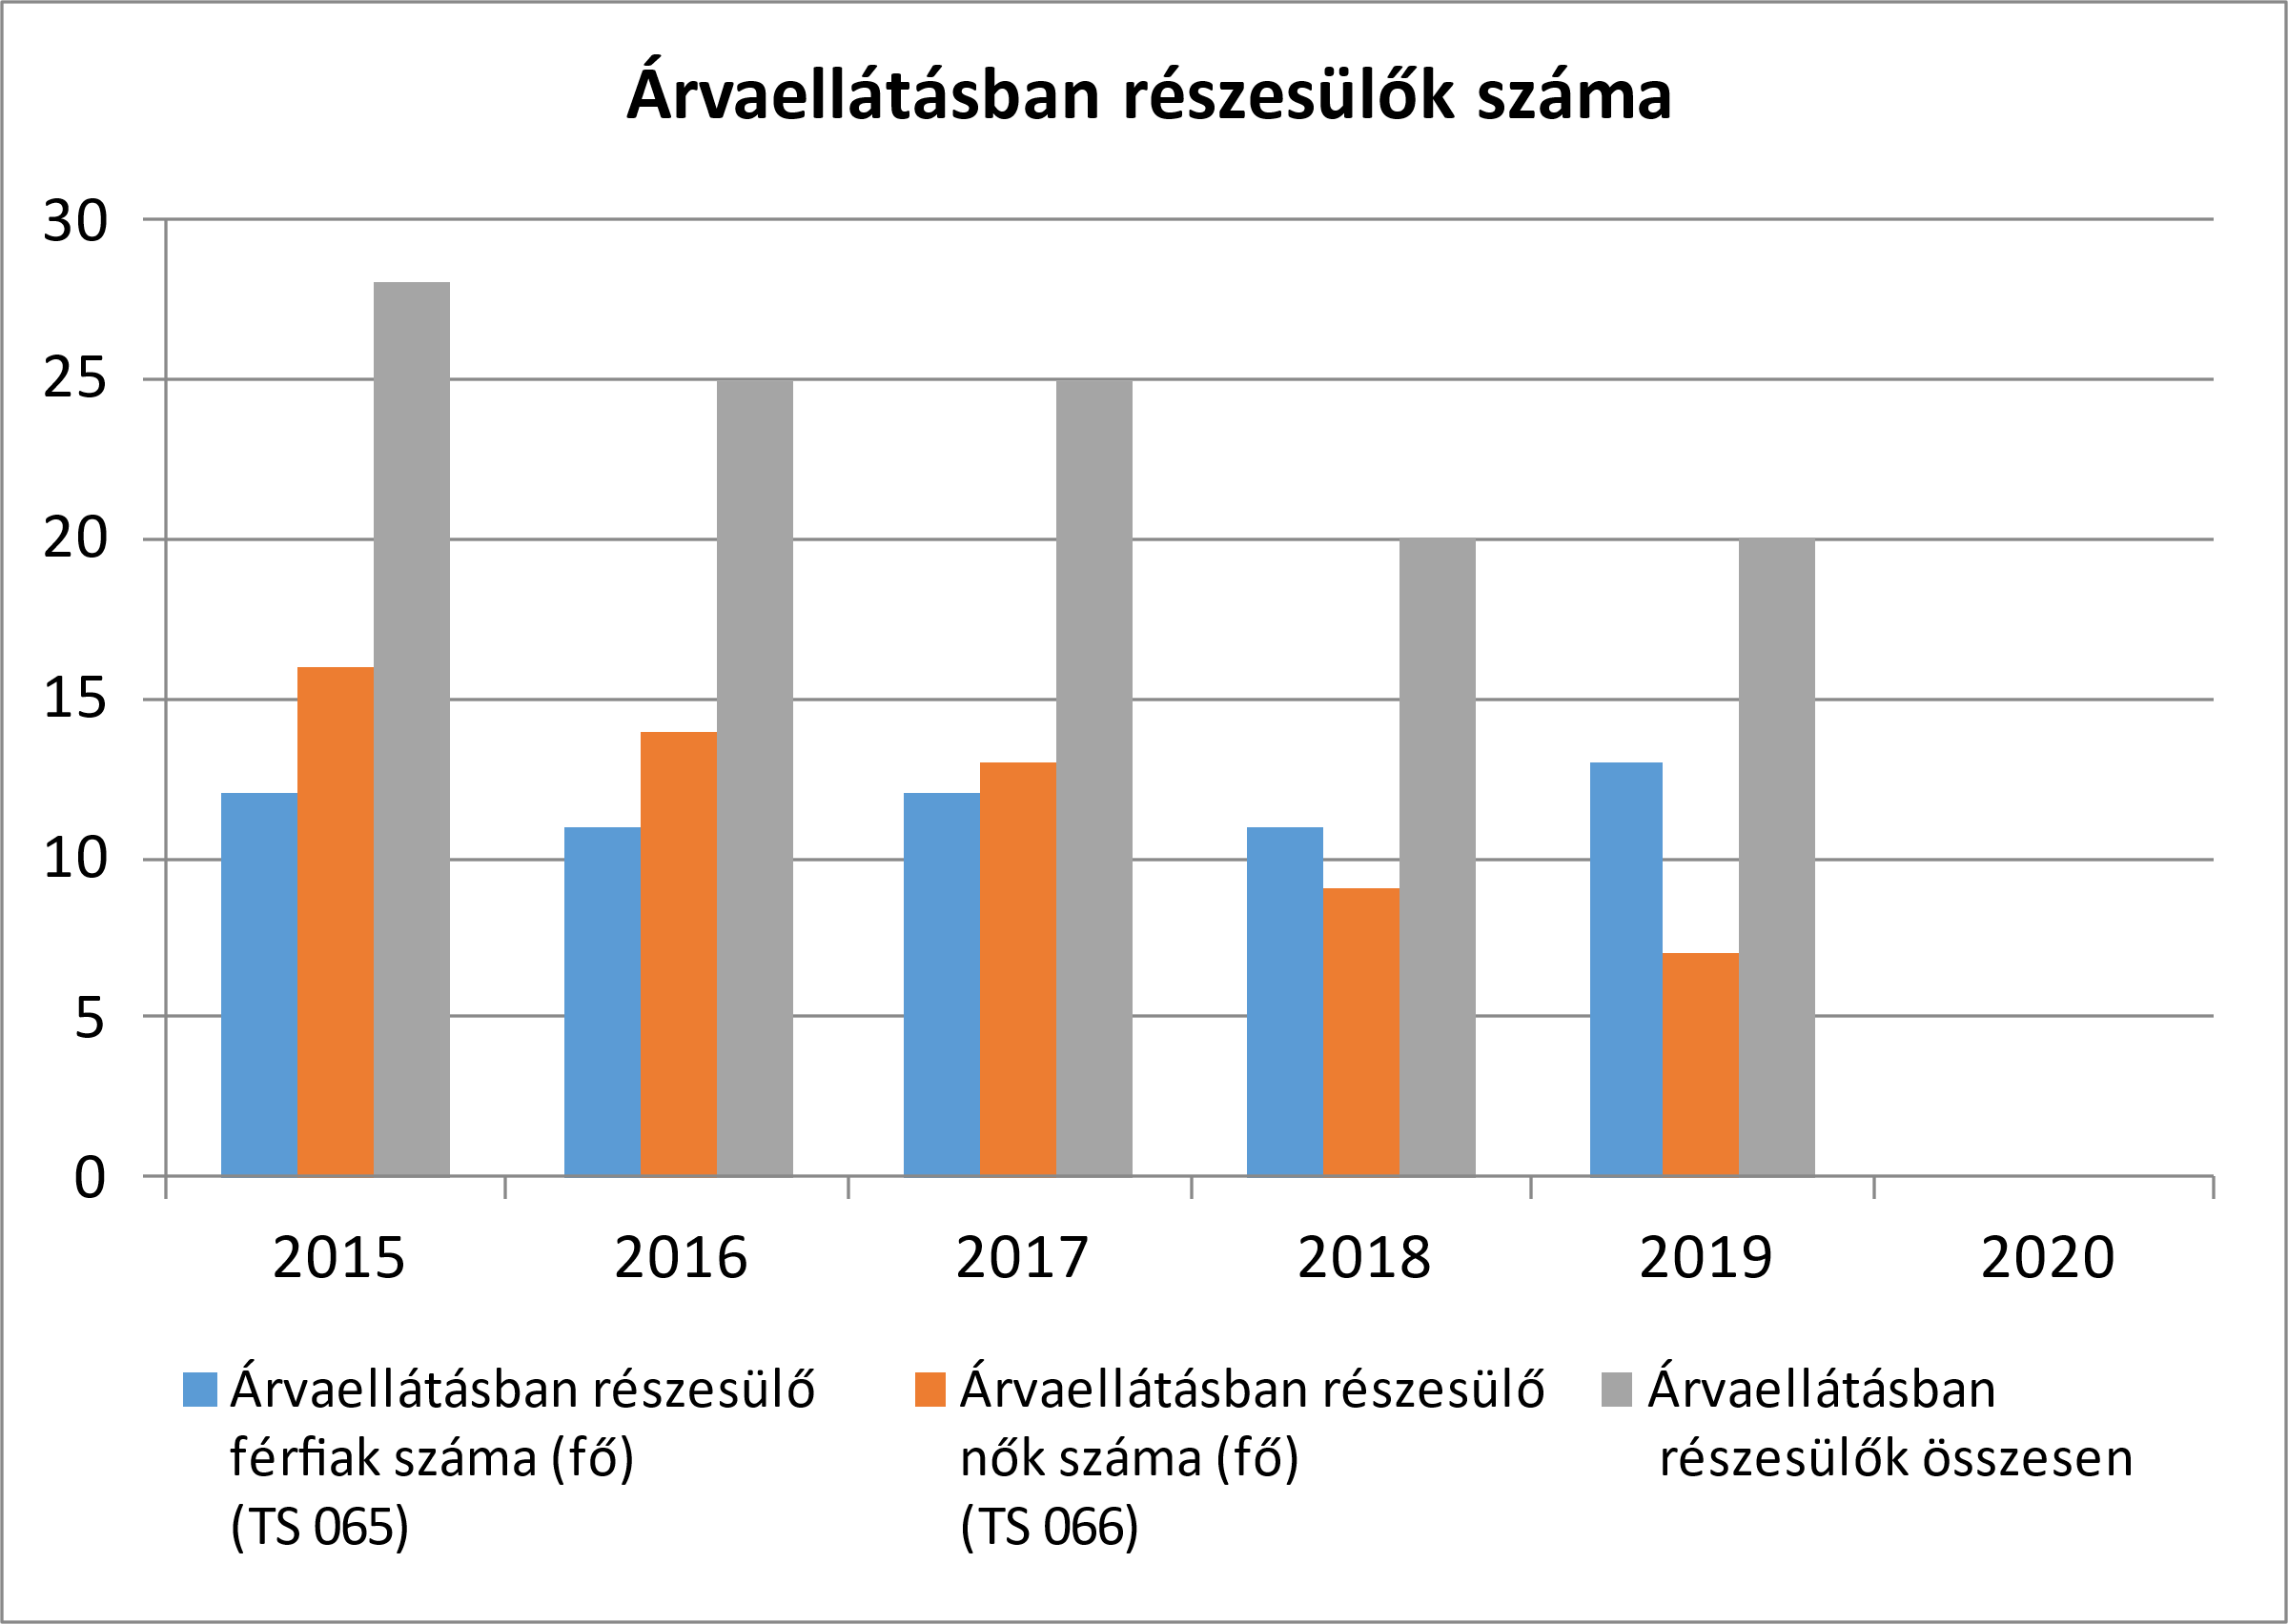 Árvaellátásban részesülők száma
30
25
20
15
10
5
0
2015 2016 2017 2018 2019 2020
Árvaellátásban részesülő
férfiak száma (fő)
(TS 065)
Árvaellátásban részesülő
nők száma (fő)
(TS 066)
Árvaellátásban
részesülők összesen